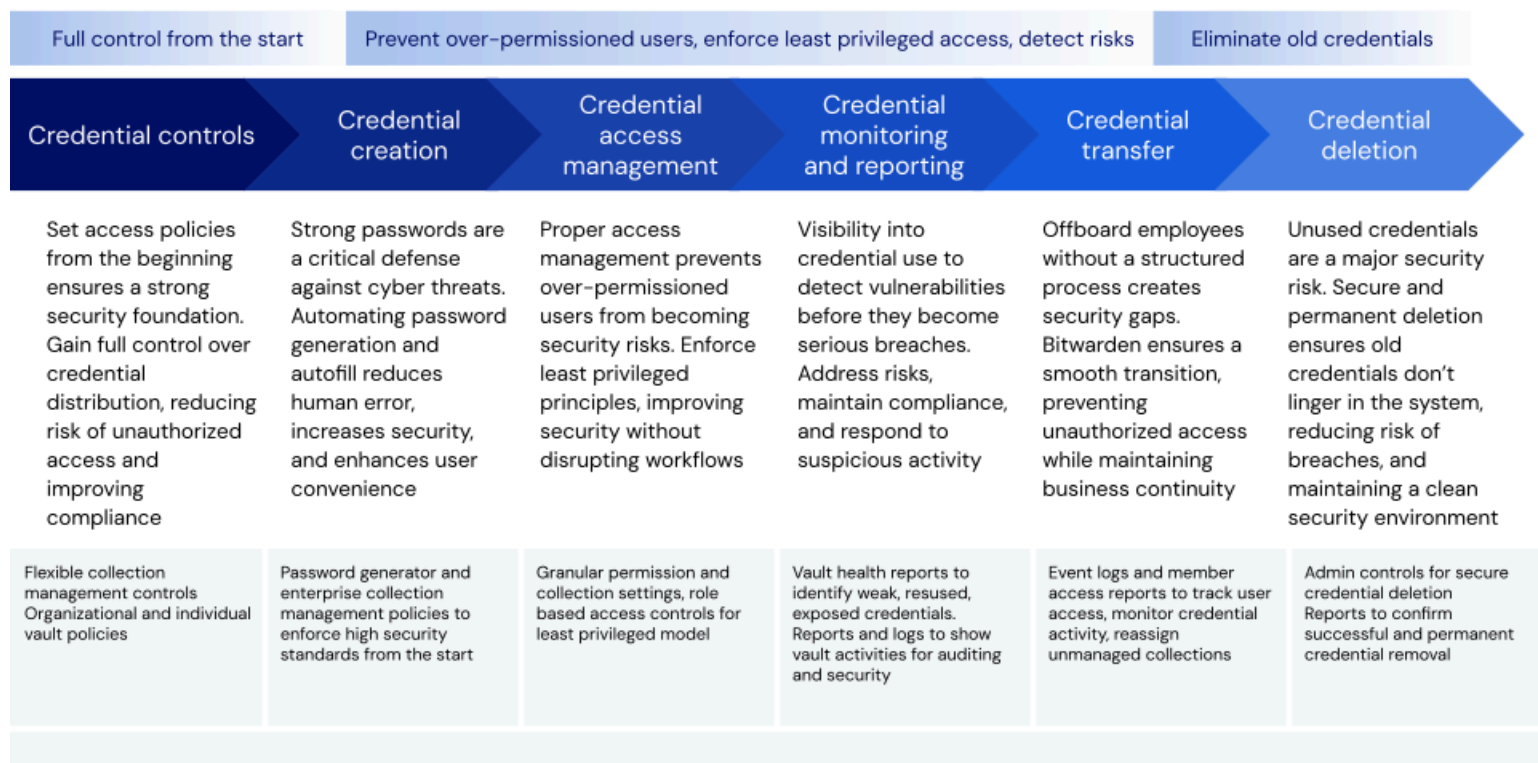 Full control from the start
Prevent over-permissioned users, enforce least privileged access, detect risks
Eliminate old credentials
Credential controls
Credential
creation
Credential
access
management
Credential
monitoring
and reporting
Credential
transfer
Credential
deletion
Set access policies
from the beginning
ensures a strong
security foundation.
Gain full control over
credential
distribution, reducing
risk of unauthorized
access and
improving
compliance
Strong passwords are
a critical defense
against cyber threats.
Automating password
generation and
autofill reduces
human error,
increases security,
and enhances user
convenience
Proper access
management prevents
over-permissioned
users from becoming
security risks. Enforce
least privileged
principles, improving
security without
disrupting workflows
Visibility into
credential use to
detect vulnerabilities
before they become
serious breaches.
Address risks,
maintain compliance,
and respond to
suspicious activity
Offboard employees
without a structured
process creates
security gaps.
Bitwarden ensures a
smooth transition,
preventing
unauthorized access
while maintaining
business continuity
Unused credentials
are a major security
risk. Secure and
permanent deletion
ensures old
credentials don't
linger in the system,
reducing risk of
breaches, and
maintaining a clean
security environment
Flexible collection
management controls
Organizational and individual
vault policies
Password generator and
enterprise collection
management policies to
enforce high security
standards from the start
Granular permission and
collection settings, role
based access controls for
least privileged model
Vault health reports to
identify weak, resused,
exposed credentials.
Reports and logs to show
vault activities for auditing
and security
Event logs and member
access reports to track user
access, monitor credential
activity, reassign
unmanaged collections
Admin controls for secure
credential deletion
Reports to confirm
successful and permanent
credential removal